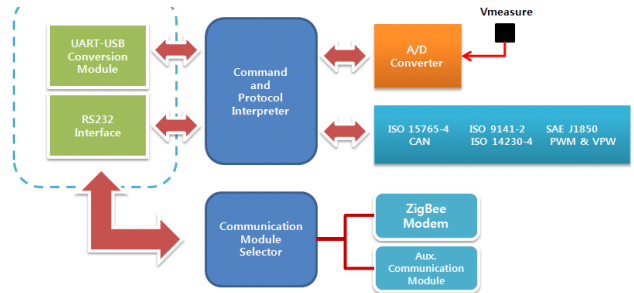 Vmeasure
UART-USB
Conversion
Module
RS232
Interface
Command
and
Protocol
Interpreter
A/D
Converter
ISO 15765-4 ISO 9141-2 SAE J1850
CAN ISO 14230-4 PWM & VPW
Communication
Module
Selector
ZigBee
Modem
Aux.
Communication
Module